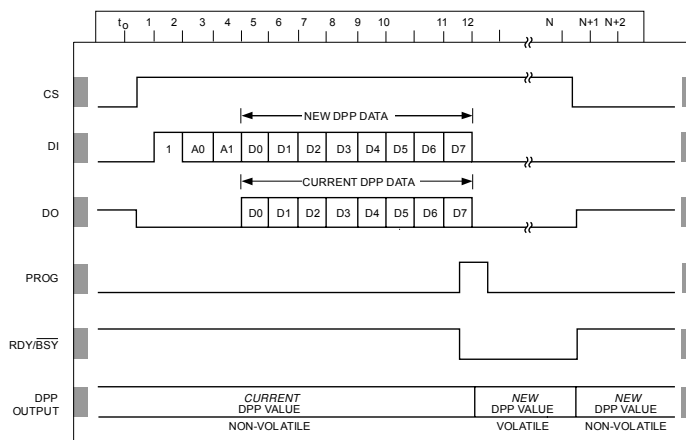 to 1 2 3 4 5 6 7 8 9 10 11 12 N N+1 N+2
CS
NEW DPP DATA
DI 1 A0 A1 D0 D1 D2 D3 D4 D5 D6 D7
CURRENT DPP DATA
DO D0 D1 D2 D3 D4 D5 D6 D7
PROG
RDY/BSY
DPP OUTPUT
CURRENT DPP VALUE
NON-VOLATILE
NEW DPP VALUE
VOLATILE
NEW DPP VALUE
NON-VOLATILE